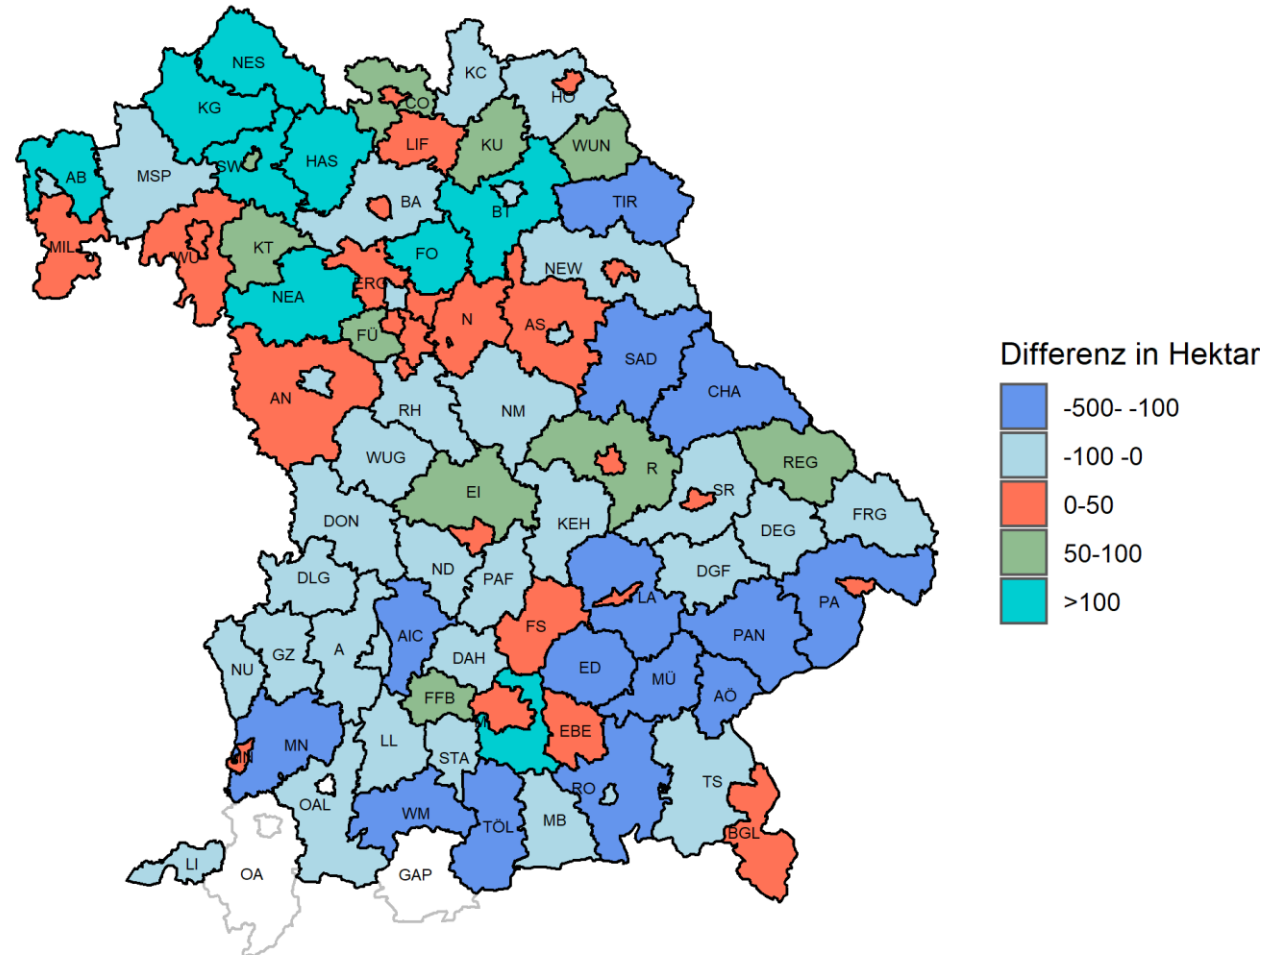 NES
KC
HO
KG
CO
LIF
KU
WUN
SW
HAS
AB
MSP
BA
BT
TIR
MIL
WÜ
KT
FO
NEW
ERC
NEA
FÜ
N
AS
SAD
CHA
AN
RH
NM
WUG
R
REG
EI
SR
DON
KEH
DEG
FRG
DLG
ND
PAF
DGF
LA
PA
AIC
FS
PAN
NU
GZ
A
DAH
ED
MÜ
AÖ
FFB
MN
LL
EBE
STA
TS
OAL
WM
TÖL
MB
RO
BGL
LI
OA
GAP
Differenz in Hektar
-500- -100
-100 -0
0-50
50-100
>100